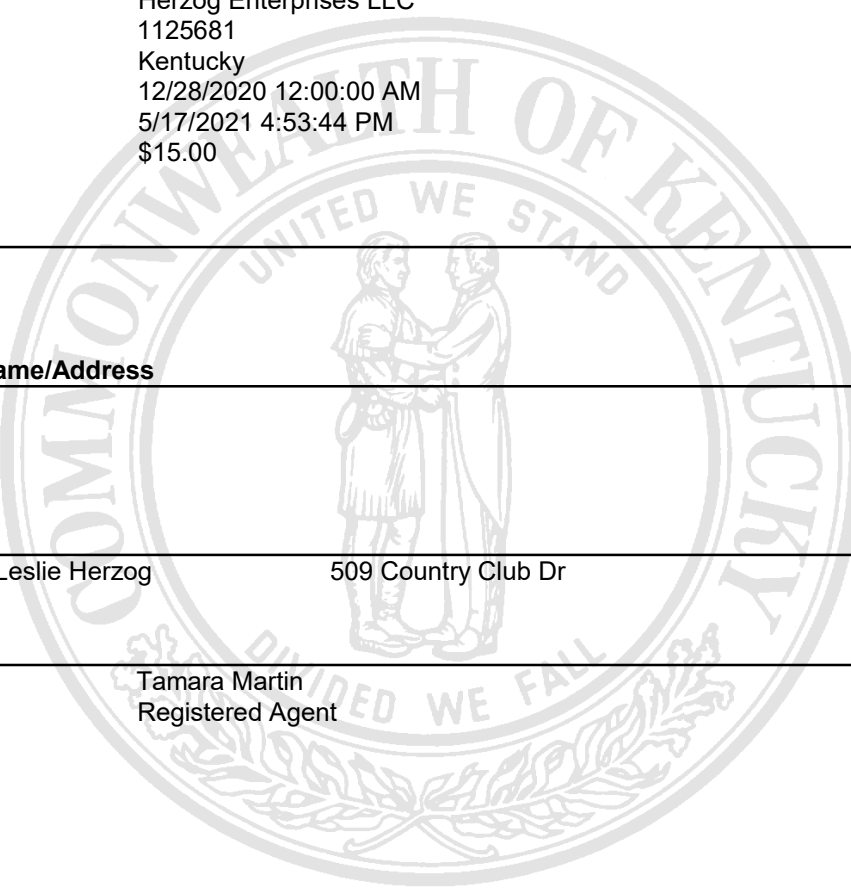 Herzog Enterprises LLC
1125681
Kentucky
12/28/2020 12:00:00 AM
5/17/2021 4:53:44 PM
$15.00
COMMONWEALTH OF KENTUCKY
UNITED WE STAND
ame/Address
Leslie Herzog 509 Country Club Dr
DIVIDED WE FALL
Tamara Martin
Registered Agent